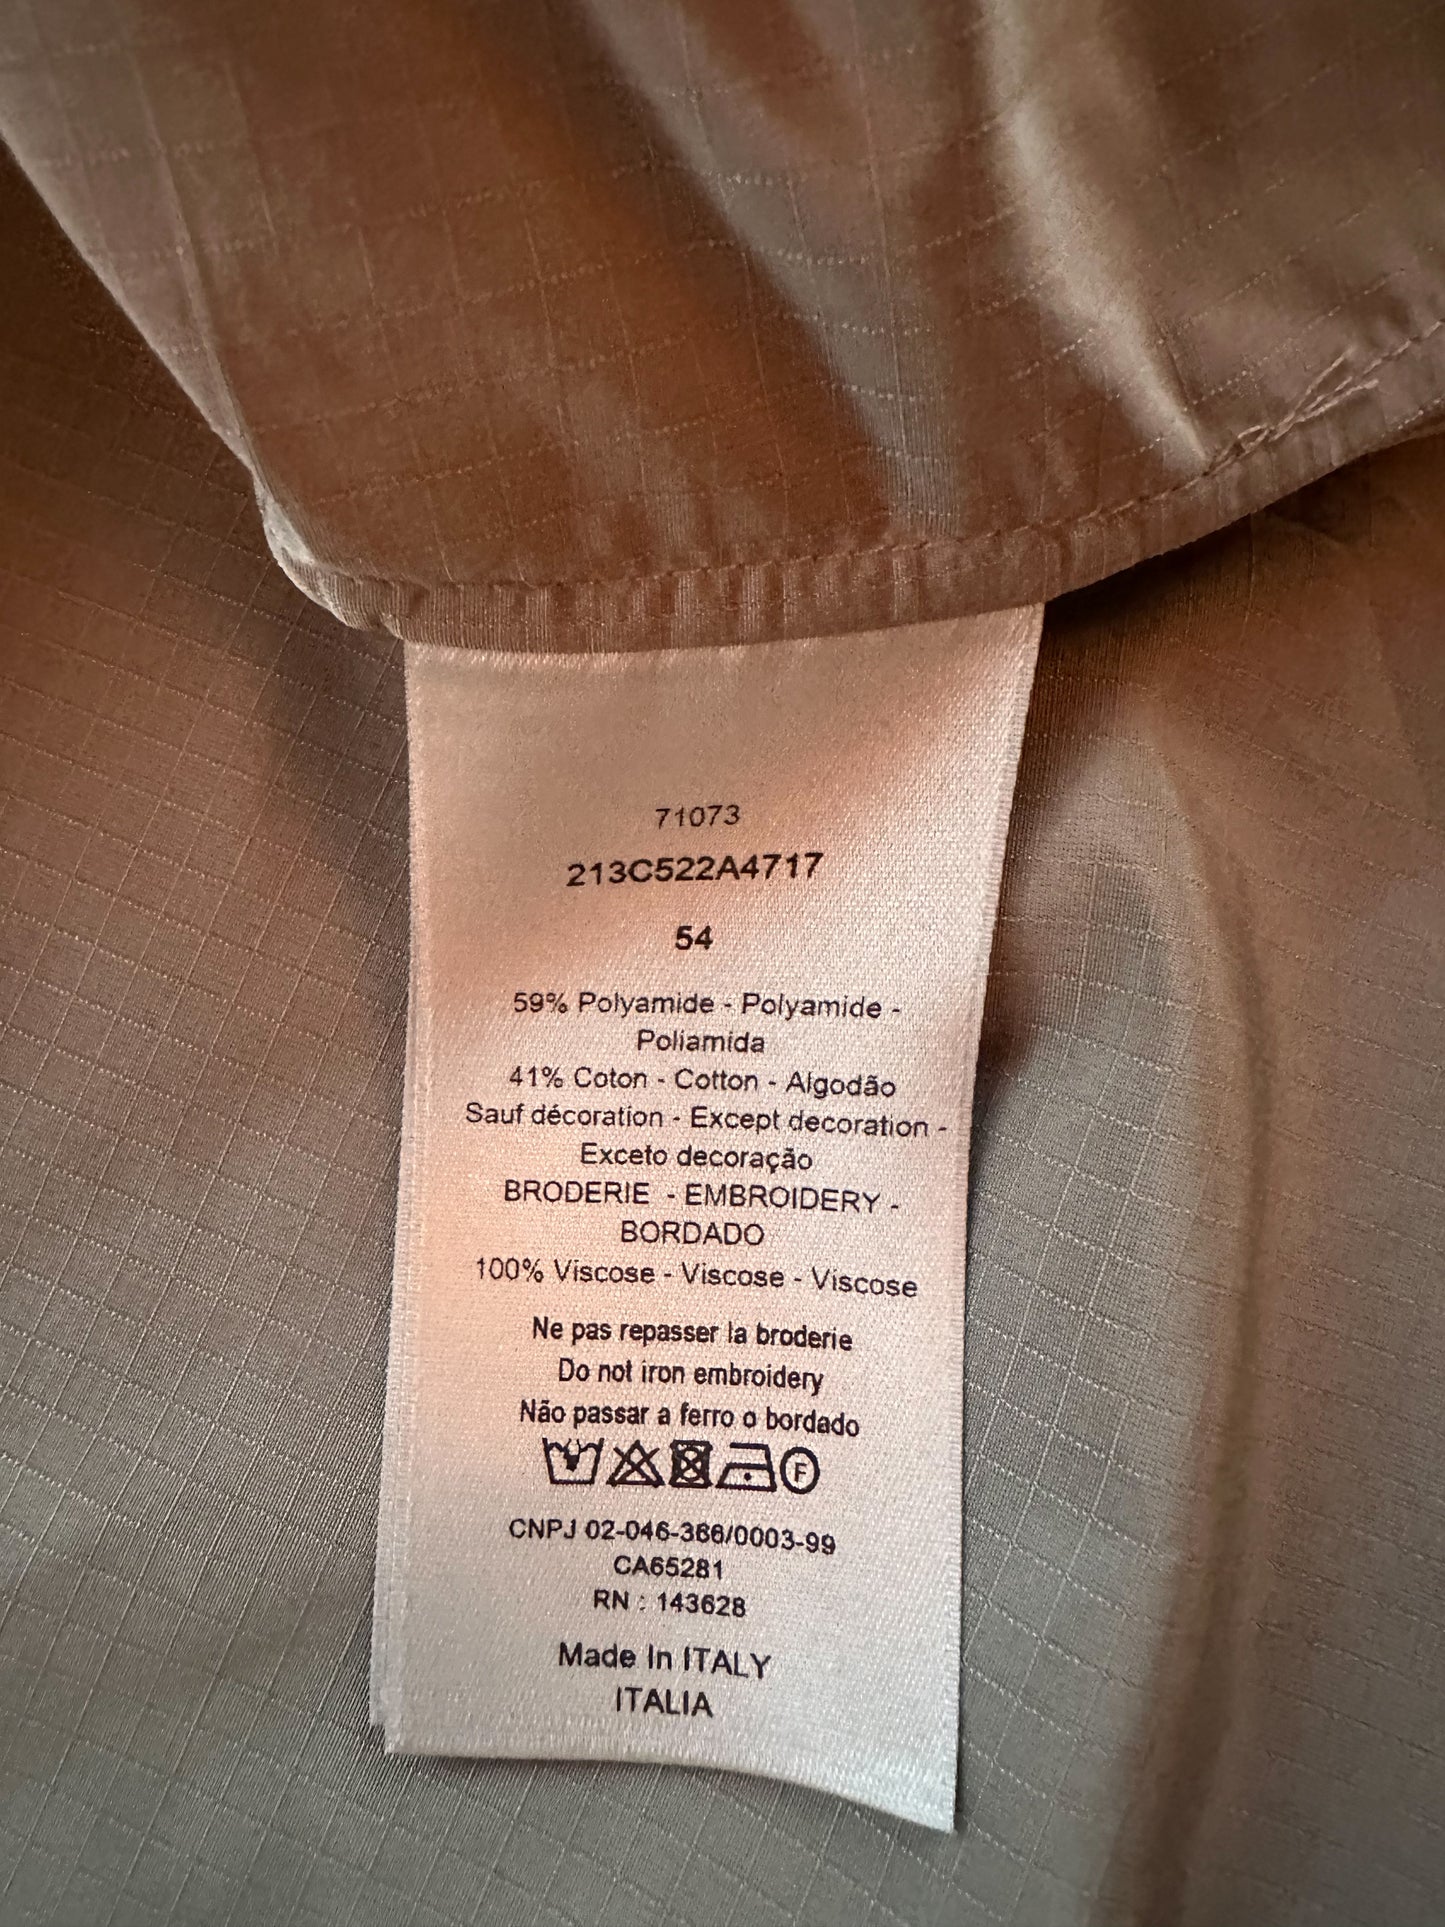 71073
213C522A4717
54
59% Polyamide - Polyamide -
Poliamida
41% Coton - Cotton - Algodão
Sauf décoration - Except decoration -
Exceto decoração
BRODERIE - EMBROIDERY -
BORDADO
100% Viscose - Viscose - Viscose
Ne pas repasser la broderie
Do not iron embroidery
Não passar a ferro o bordado
F
CNPJ 02-046-366/0003-99
CA65281
RN : 143628
Made In ITALY
ITALIA